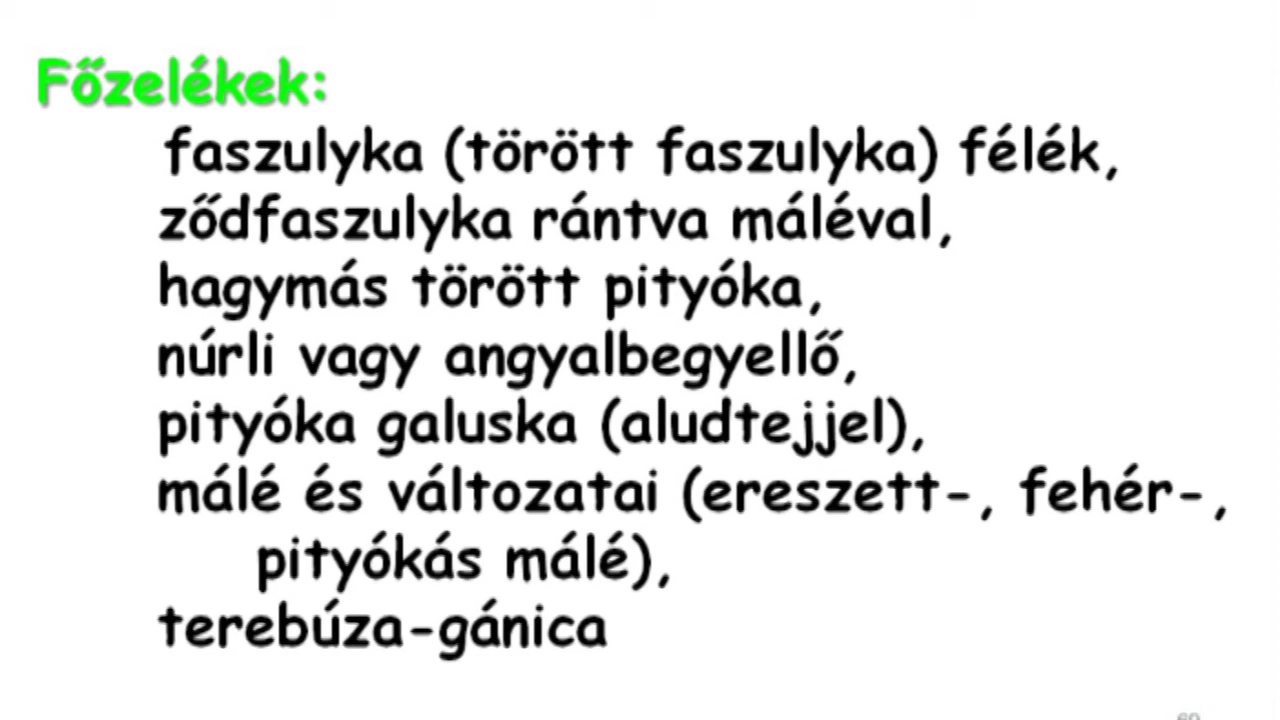 Főzelékek:
faszulyka (törött faszulyka) félék,
ződfaszulyka rántva máléval,
hagymás törött pityóka,
núrli vagy angyalbegyellő,
pityóka galuska (aludtejjel),
málé és változatai (eresztett-, fehér-,
pityókás málé),
terebúza-gánica